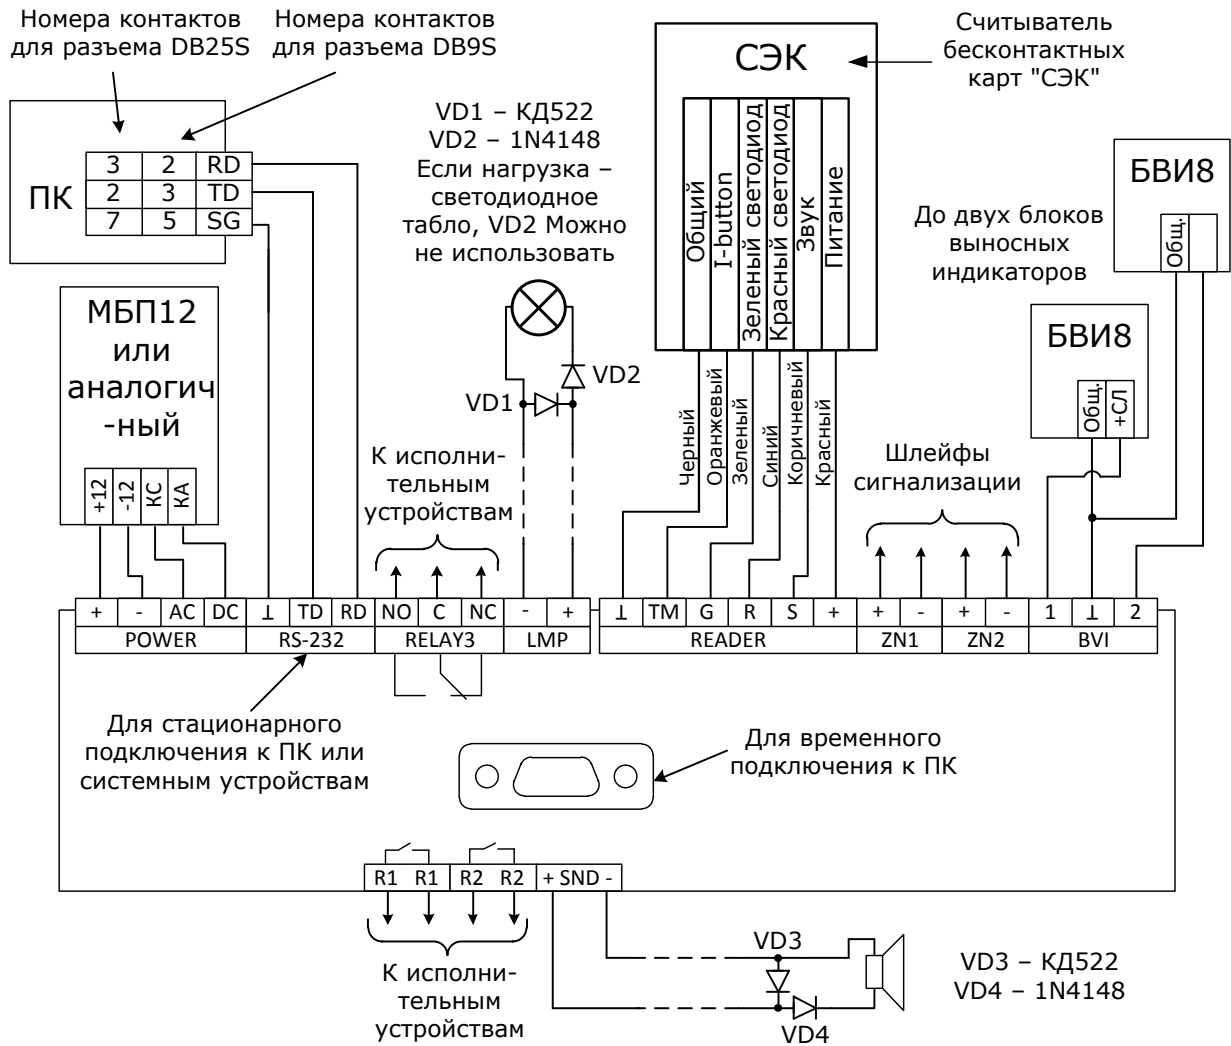 Номера контактов
для разъема DB25S
Номера контактов
для разъема DB9S
ПК
3 2 RD
2 3 TD
7 5 SG
VD1 – КД522
VD2 – 1N4148
Если нагрузка –
светодиодное
табло, VD2 Можно
не использовать
VD2
VD1
СЭК
Общий
I-button
Зеленый светодиод
Красный светодиод
Звук
Питание
Считыватель
бесконтактных
карт "СЭК"
Черный
Оранжевый
Зеленый
Синий
Коричневый
Красный
БВИ8
Общ.
До двух блоков
выносных
индикаторов
БВИ8
Общ.
+СЛ
МБП12
или
аналогич
-ный
+12
-12
КС
КА
К исполни-
тельным
устройствам
Шлейфы
сигнализации
+ - AC DC ⊥ TD RD NO C NC - + ⊥ TM G R S + + - + - 1 ⊥ 2
POWER RS-232 RELAY3 LMP READER ZN1 ZN2 BVI
Для стационарного
подключения к ПК или
системным устройствам
Для временного
подключения к ПК
R1 R1 R2 R2 + SND -
К исполни-
тельным
устройствам
VD3
VD4
VD3 – КД522
VD4 – 1N4148